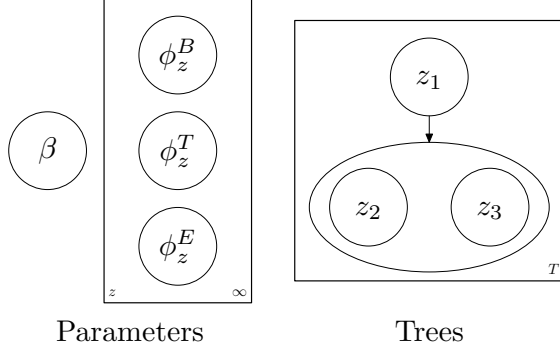 β
ϕ_z^B
ϕ_z^T
ϕ_z^E
z ∞
z_1
z_2 z_3
T
Parameters Trees